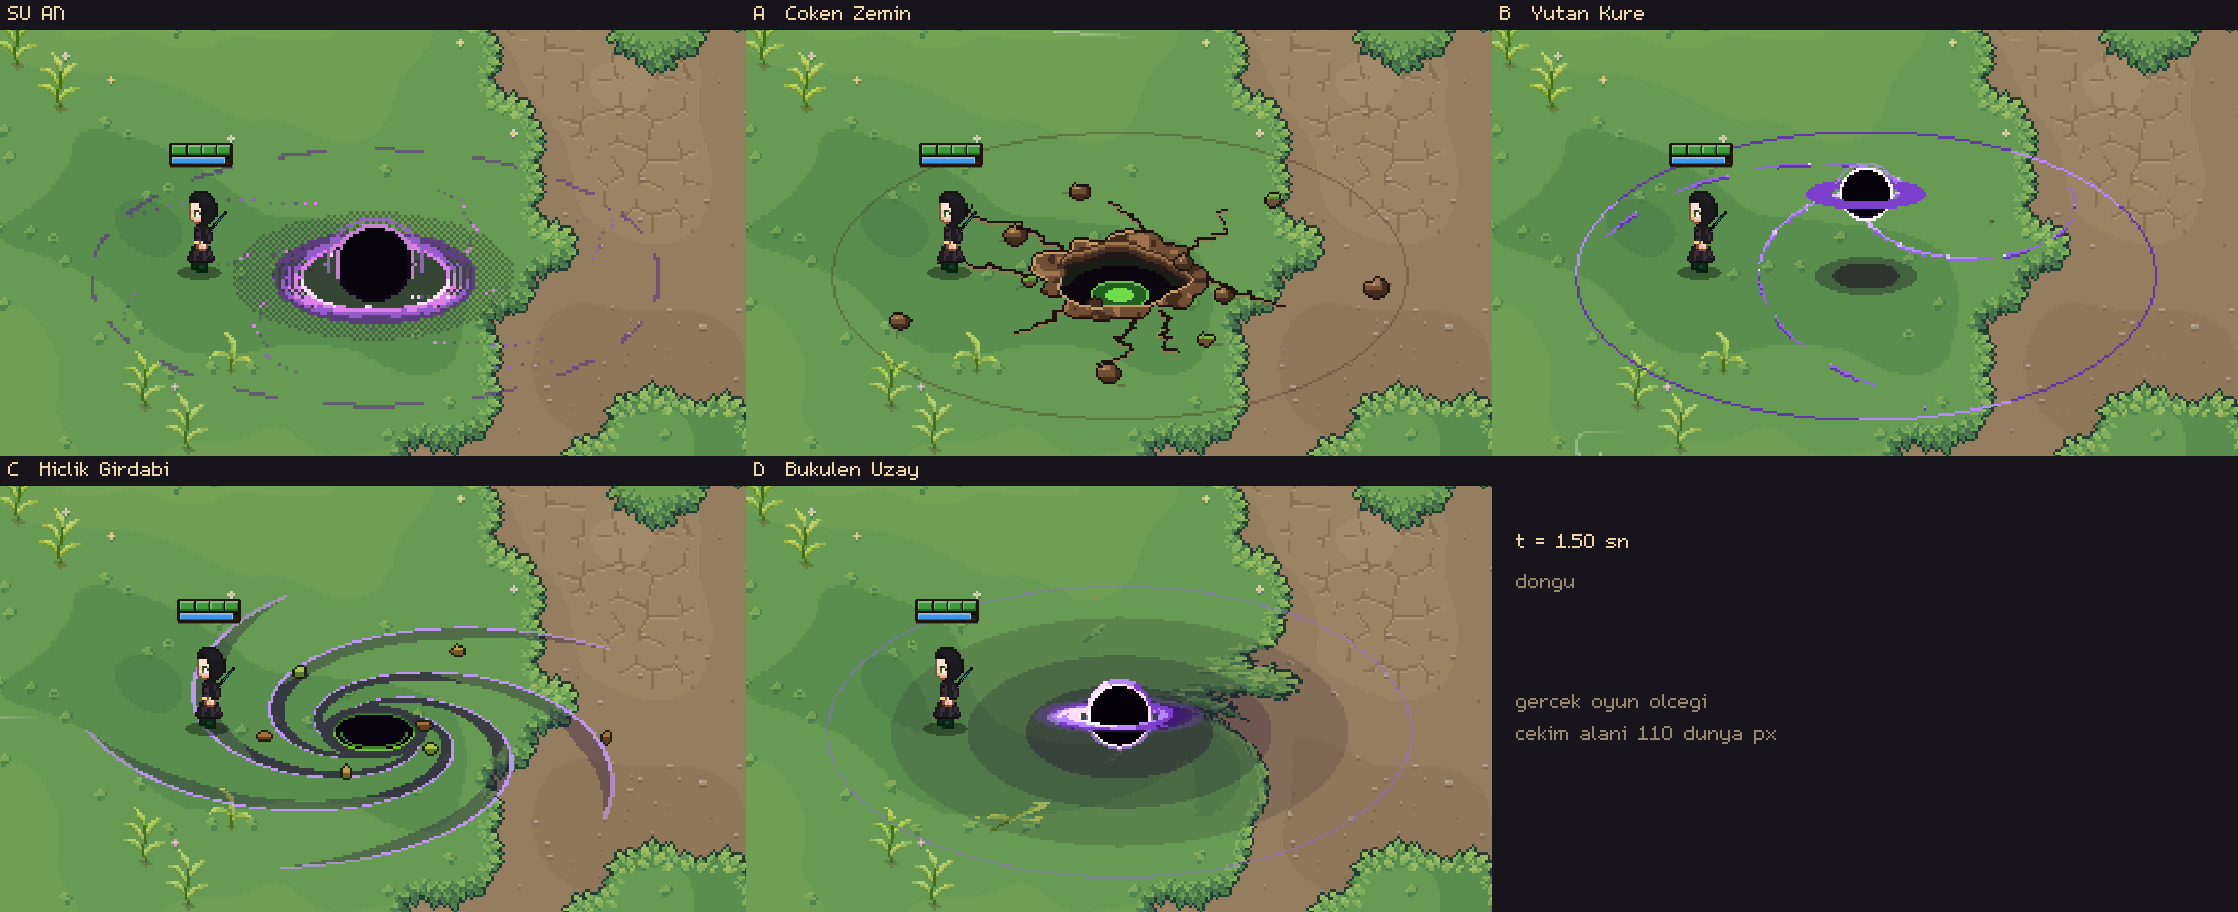 SU AN
A Coken Zemin
B Yutan Kure
C Hiclik Girdabi
D Bukulen Uzay
t = 1.50 sn
dongu
gercek oyun olcegi
cekim alani 110 dunya px